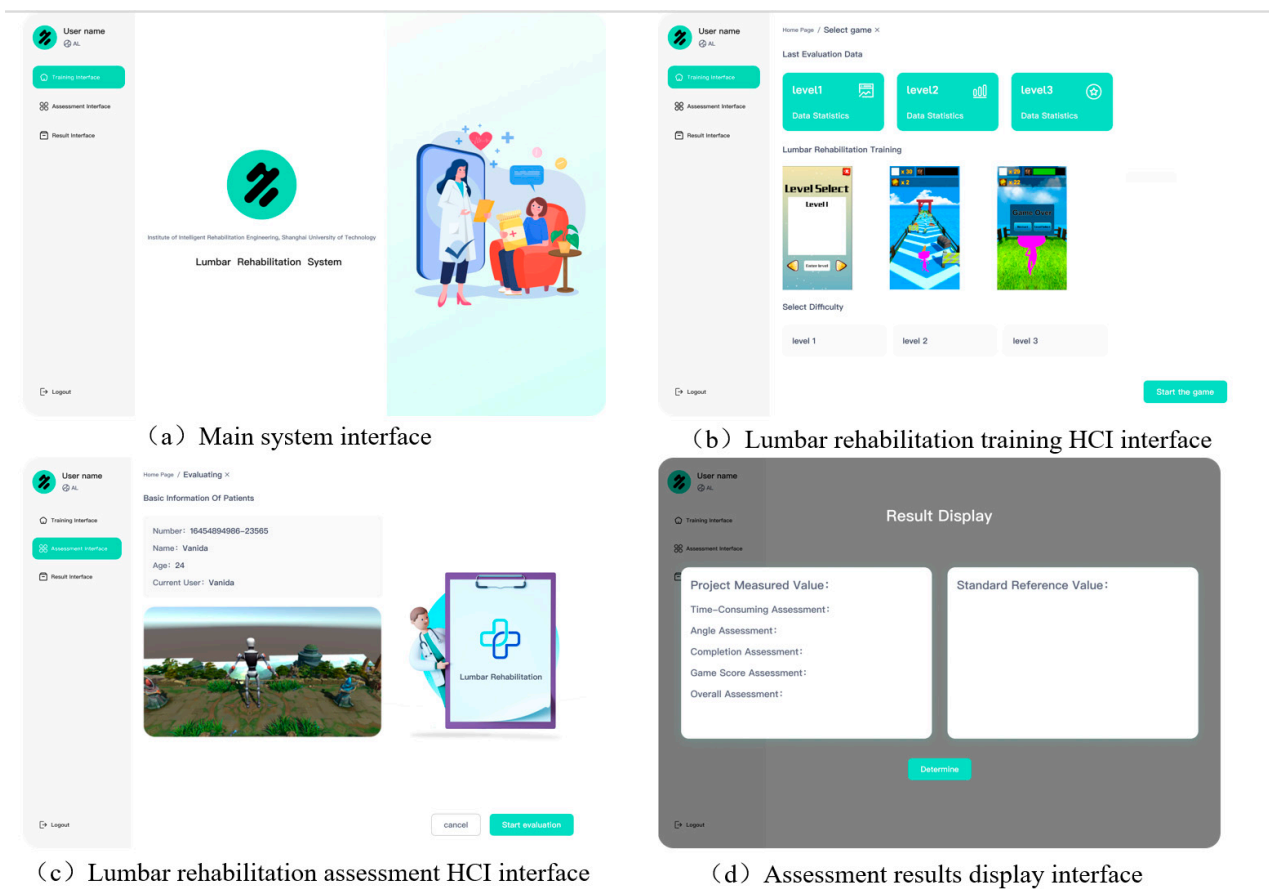 User name
AL
Training Interface
Assessment Interface
Result Interface
Institute of Intelligent Rehabilitation Engineering, Shanghai University of Technology
Lumbar Rehabilitation System
Logout
（a）Main system interface
User name
AL
Training Interface
Assessment Interface
Result Interface
Logout
Home Page / Select game ×
Last Evaluation Data
level1
Data Statistics
level2
Data Statistics
level3
Data Statistics
Lumbar Rehabilitation Training
Level Select
Level1
x 30
x 2
x 22
Game Over
Select Difficulty
level 1
level 2
level 3
Start the game
（b）Lumbar rehabilitation training HCI interface
User name
AL
Training Interface
Assessment Interface
Result Interface
Logout
Home Page / Evaluating ×
Basic Information Of Patients
Number: 16454894986-23565
Name: Vanida
Age: 24
Current User: Vanida
Lumbar Rehabilitation
cancel
Start evaluation
（c）Lumbar rehabilitation assessment HCI interface
User name
AL
Training Interface
Assessment Interface
Logout
Result Display
Project Measured Value:
Time-Consuming Assessment:
Angle Assessment:
Completion Assessment:
Game Score Assessment:
Overall Assessment:
Standard Reference Value:
Determine
（d）Assessment results display interface